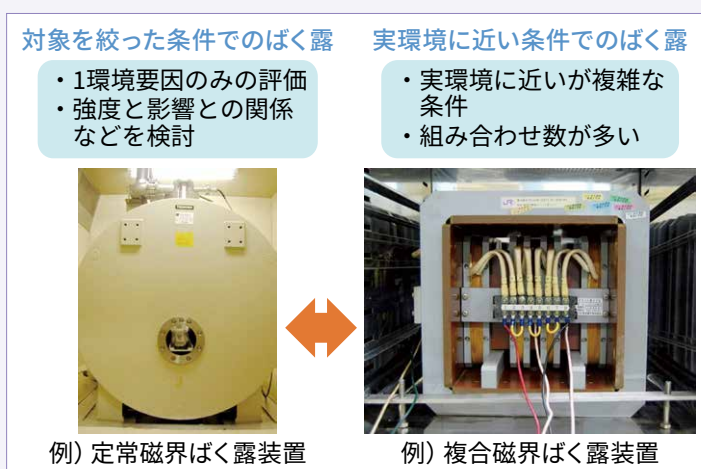 対象を絞った条件でのばく露
・1環境要因のみの評価
・強度と影響との関係
などを検討
例）定常磁界ばく露装置
実環境に近い条件でのばく露
・実環境に近いが複雑な
条件
・組み合わせ数が多い
例）複合磁界ばく露装置